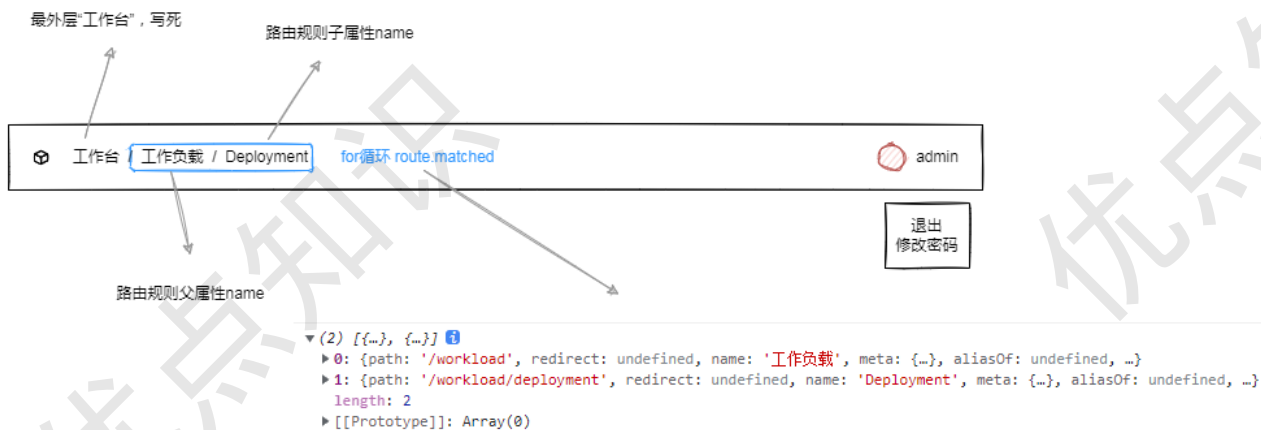 最外层“工作台”，写死
路由规则子属性name
工作台 / 工作负载 / Deployment
for循环 route.matched
admin
退出
修改密码
路由规则父属性name
▼(2) [{…}, {…}] i
▶0: {path: '/workload', redirect: undefined, name: '工作负载', meta: {…}, aliasOf: undefined, …}
▶1: {path: '/workload/deployment', redirect: undefined, name: 'Deployment', meta: {…}, aliasOf: undefined, …}
length: 2
▶[[Prototype]]: Array(0)
优点知识
优点